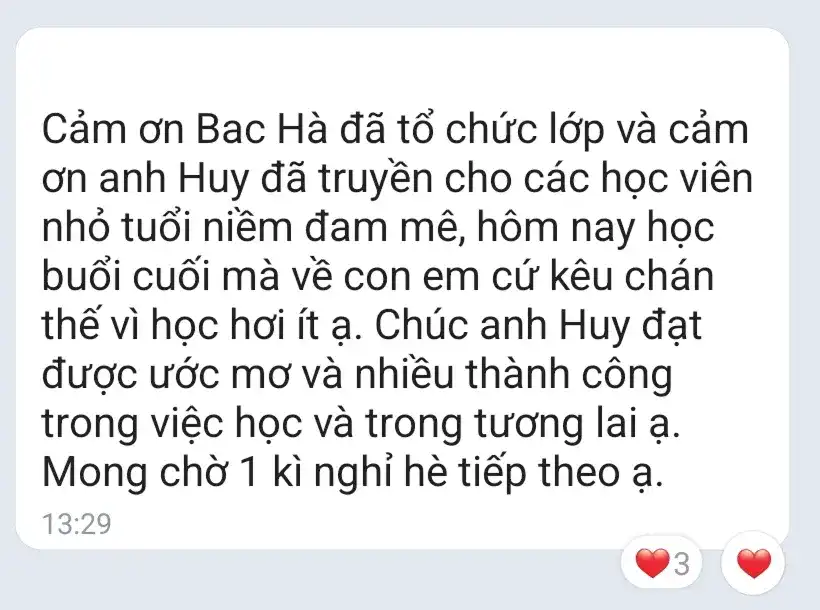 Cảm ơn Bac Hà đã tổ chức lớp và cảm
ơn anh Huy đã truyền cho các học viên
nhỏ tuổi niềm đam mê, hôm nay học
buổi cuối mà về con em cứ kêu chán
thế vì học hơi ít ạ. Chúc anh Huy đạt
được ước mơ và nhiều thành công
trong việc học và trong tương lai ạ.
Mong chờ 1 kì nghỉ hè tiếp theo ạ.
13:29
3